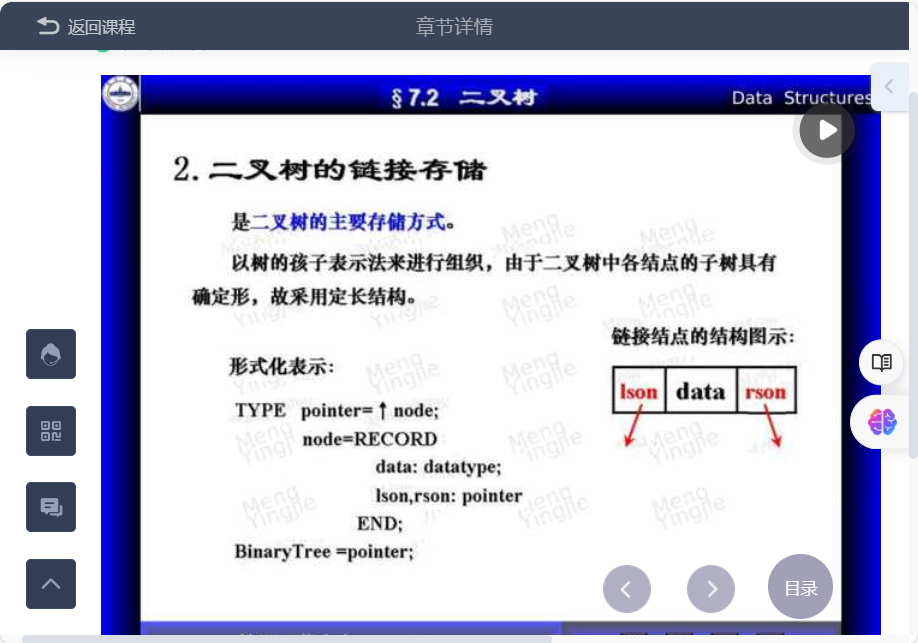 返回课程
章节详情
§7.2 二叉树
Data Structures
2.二叉树的链接存储
是二叉树的主要存储方式。
以树的孩子表示法来进行组织，由于二叉树中各结点的子树具有
确定形，故采用定长结构。
链接结点的结构图示：
lson data rson
形式化表示：
TYPE pointer=↑node;
node=RECORD
data: datatype;
lson,rson: pointer
END;
BinaryTree =pointer;
目录
Meng
Yingjie